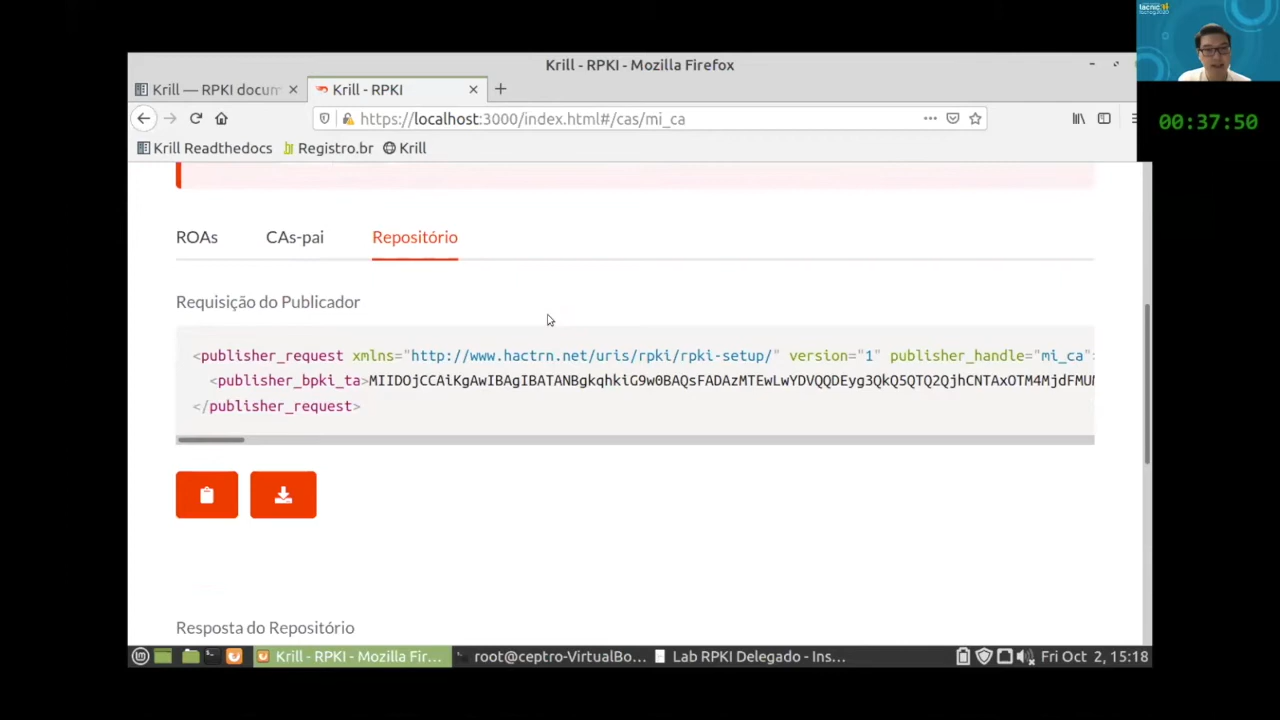 lacnic
Krill - RPKI - Mozilla Firefox
Krill — RPKI docum
Krill - RPKI
https://localhost:3000/index.html#/cas/mi_ca
00:37:50
Krill Readthedocs
Registro.br
Krill
ROAs
CAs-pai
Repositório
Requisição do Publicador
<publisher_request xmlns="http://www.hactrn.net/uris/rpki/rpki-setup/" version="1" publisher_handle="mi_ca"
<publisher_bpki_ta>MIIDOjCCAiKgAwIBAgIBATANBgkqhkiG9w0BAQsFADAzMTEwLwYDVQQDEyg3QkQ5QTQ2QjhCNTAxOTM4MjdFMU
</publisher_request>
Resposta do Repositório
Krill - RPKI - Mozilla Fir...
root@ceptro-VirtualBo...
Lab RPKI Delegado - Ins...
Fri Oct 2, 15:18